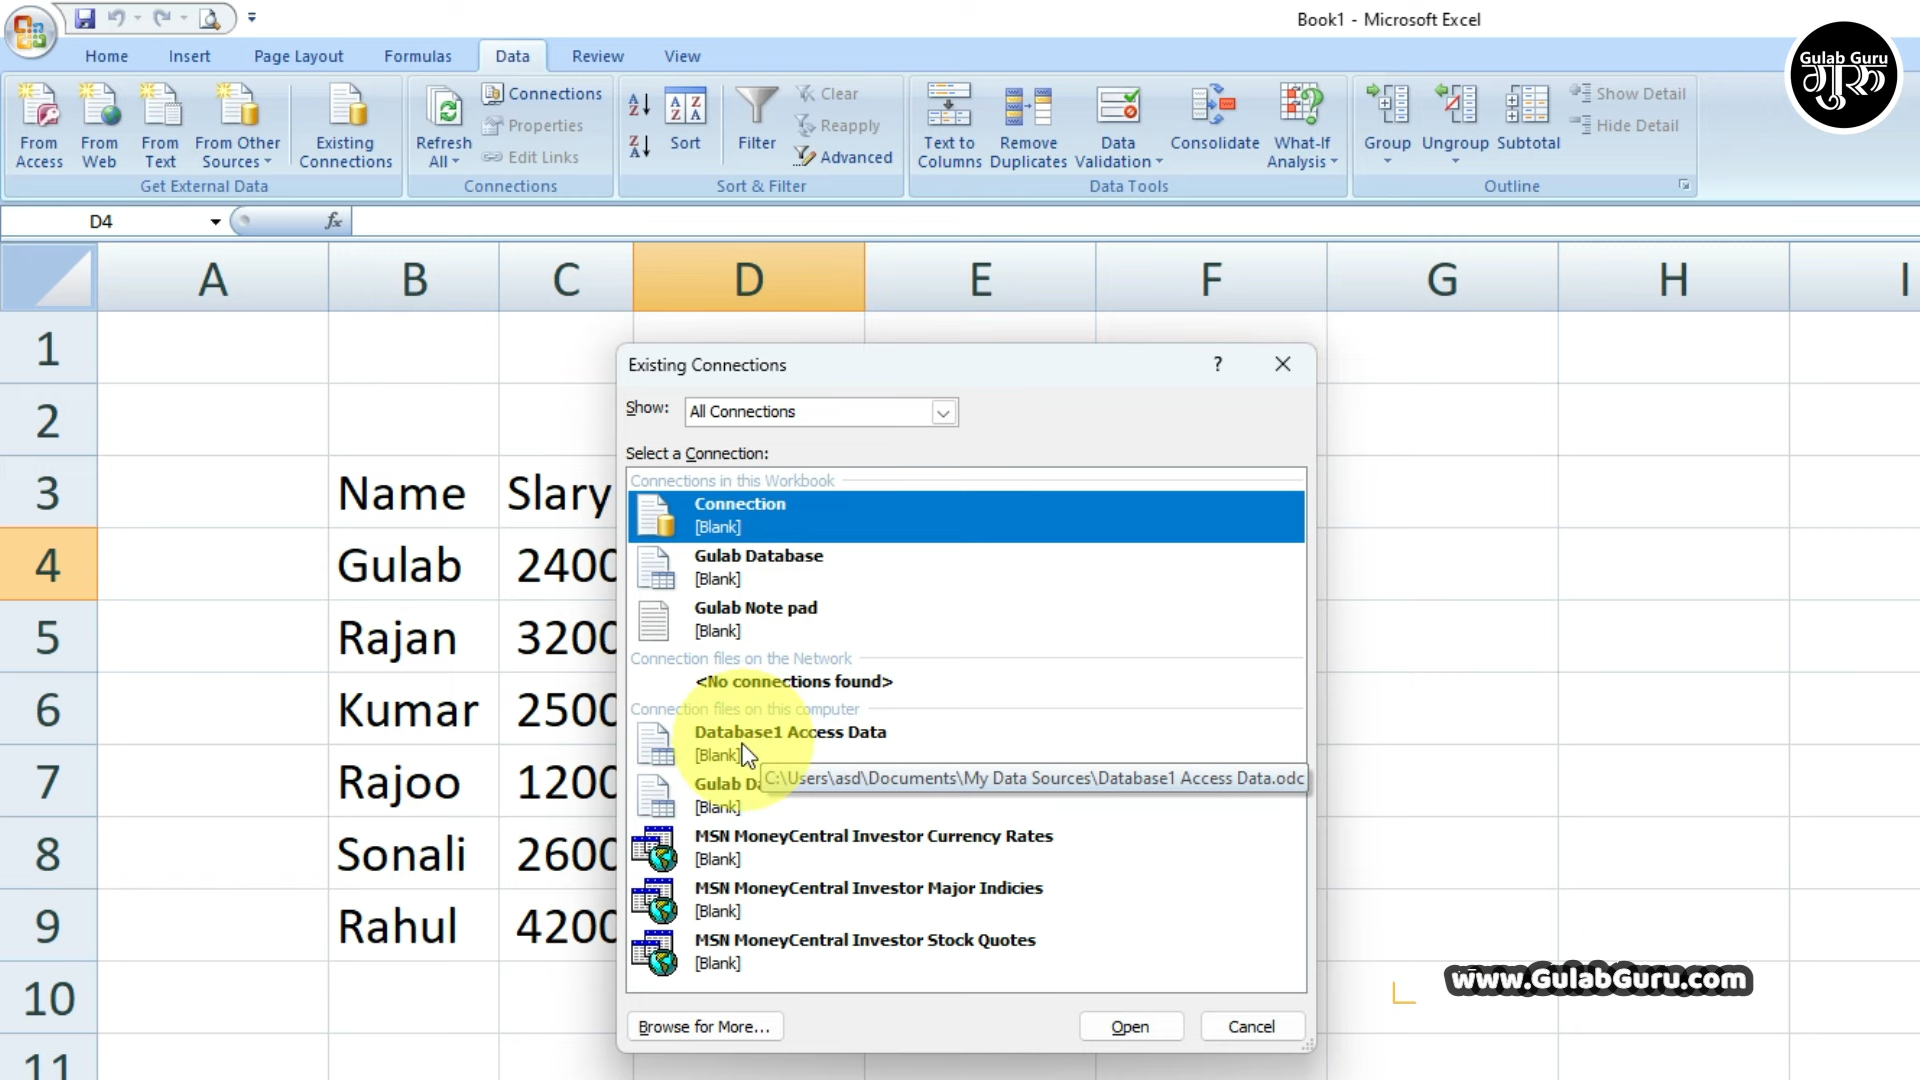 Book1 - Microsoft Excel
Home Insert Page Layout Formulas Data Review View
Gulab Guru
गुरु
From Access
From Web
From Text
From Other Sources
Existing Connections
Get External Data
Refresh All
Connections
Properties
Edit Links
Connections
Sort
Filter
Clear
Reapply
Advanced
Sort & Filter
Text to Columns
Remove Duplicates
Data Validation
Consolidate
What-If Analysis
Data Tools
Group
Ungroup
Subtotal
Show Detail
Hide Detail
Outline
D4 fx
A B C D E F G H I
1
2
3 Name Slary
4 Gulab 2400
5 Rajan 3200
6 Kumar 2500
7 Rajoo 1200
8 Sonali 2600
9 Rahul 4200
10
11
Existing Connections ?
Show: All Connections
Select a Connection:
Connections in this Workbook
Connection
[Blank]
Gulab Database
[Blank]
Gulab Note pad
[Blank]
Connection files on the Network
<No connections found>
Connection files on this computer
Database1 Access Data
[Blank]
C:\Users\asd\Documents\My Data Sources\Database1 Access Data.odc
Gulab
[Blank]
MSN MoneyCentral Investor Currency Rates
[Blank]
MSN MoneyCentral Investor Major Indicies
[Blank]
MSN MoneyCentral Investor Stock Quotes
[Blank]
Browse for More... Open Cancel
www.GulabGuru.com